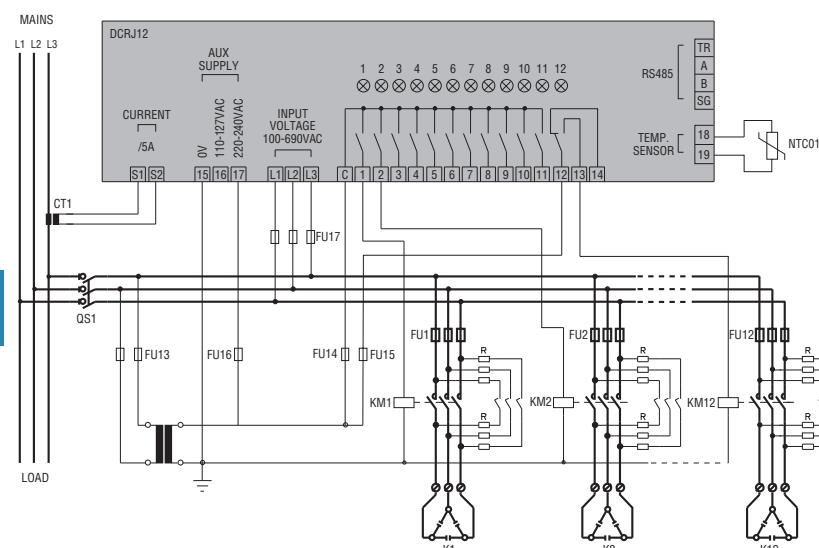 MAINS
L1 L2 L3
DCRJ12
AUX
SUPPLY
1 2 3 4 5 6 7 8 9 10 11 12
RS485
TR
A
B
SG
CURRENT
/5A
0V
110-127VAC
220-240VAC
INPUT
VOLTAGE
100-690VAC
TEMP.
SENSOR
18
19
NTC01
S1 S2
15 16 17
L1 L2 L3
C 1 2 3 4 5 6 7 8 9 10 11 12 13 14
CT1
FU17
QS1
FU13
FU16
FU14
FU15
FU1
FU2
FU12
R
R
R
KM1
KM2
KM12
R
R
R
LOAD